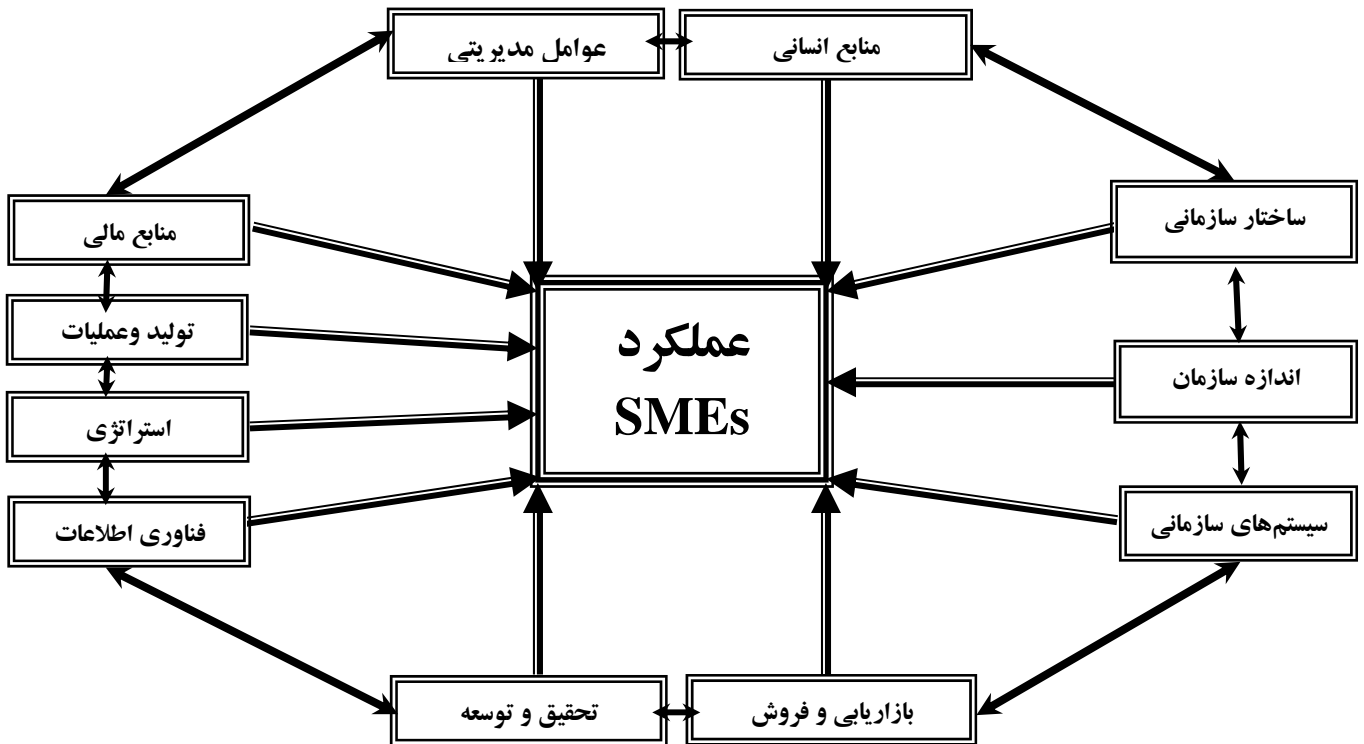 منابع انسانی
عوامل مدیریتی
ساختار سازمانی
منابع مالی
اندازه سازمان
عملکرد
SMEs
تولید وعملیات
استراتژی
سیستم‌های سازمانی
فناوری اطلاعات
بازاریابی و فروش
تحقیق و توسعه